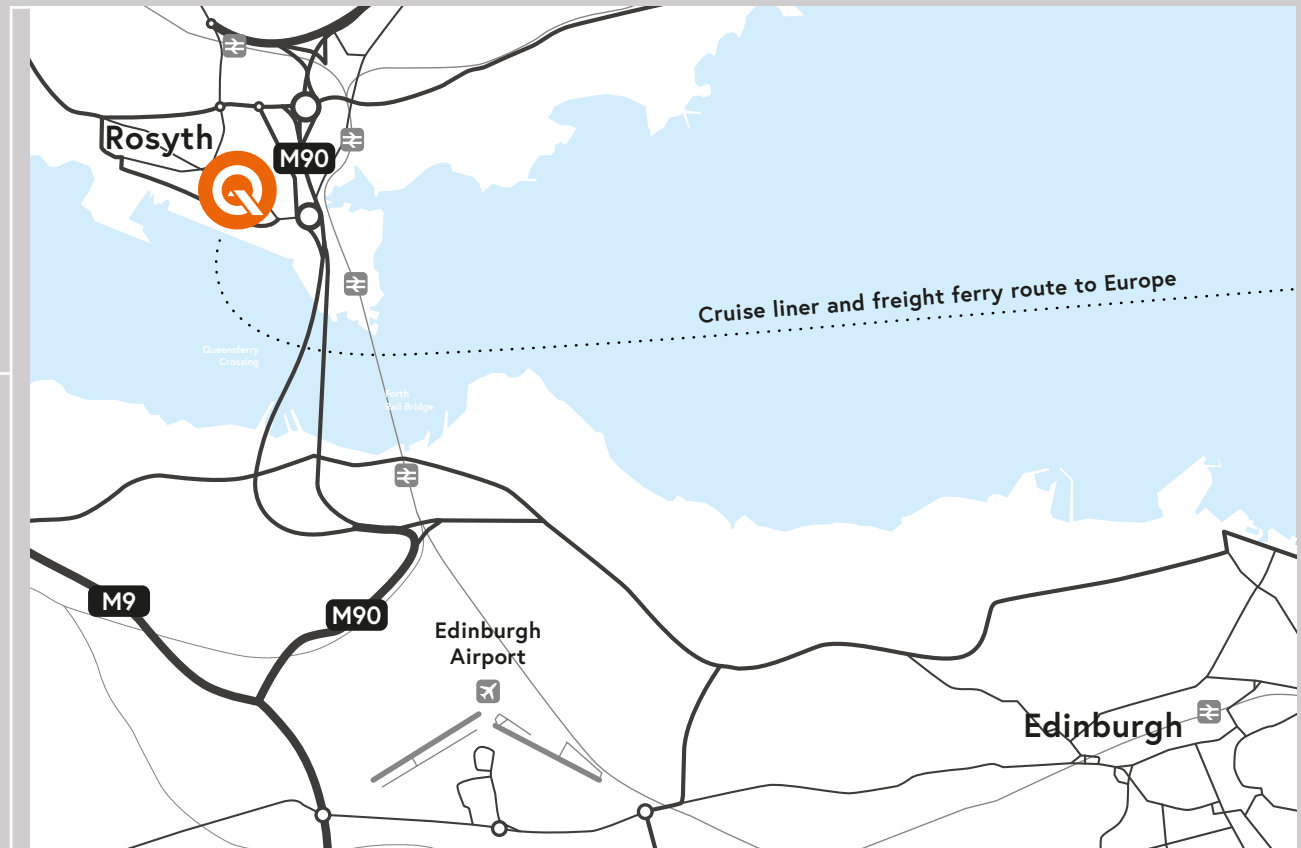 Rosyth
M90
Cruise liner and freight ferry route to Europe
Queensferry
Crossing
Forth
Rail Bridge
M9
M90
Edinburgh
Airport
Edinburgh